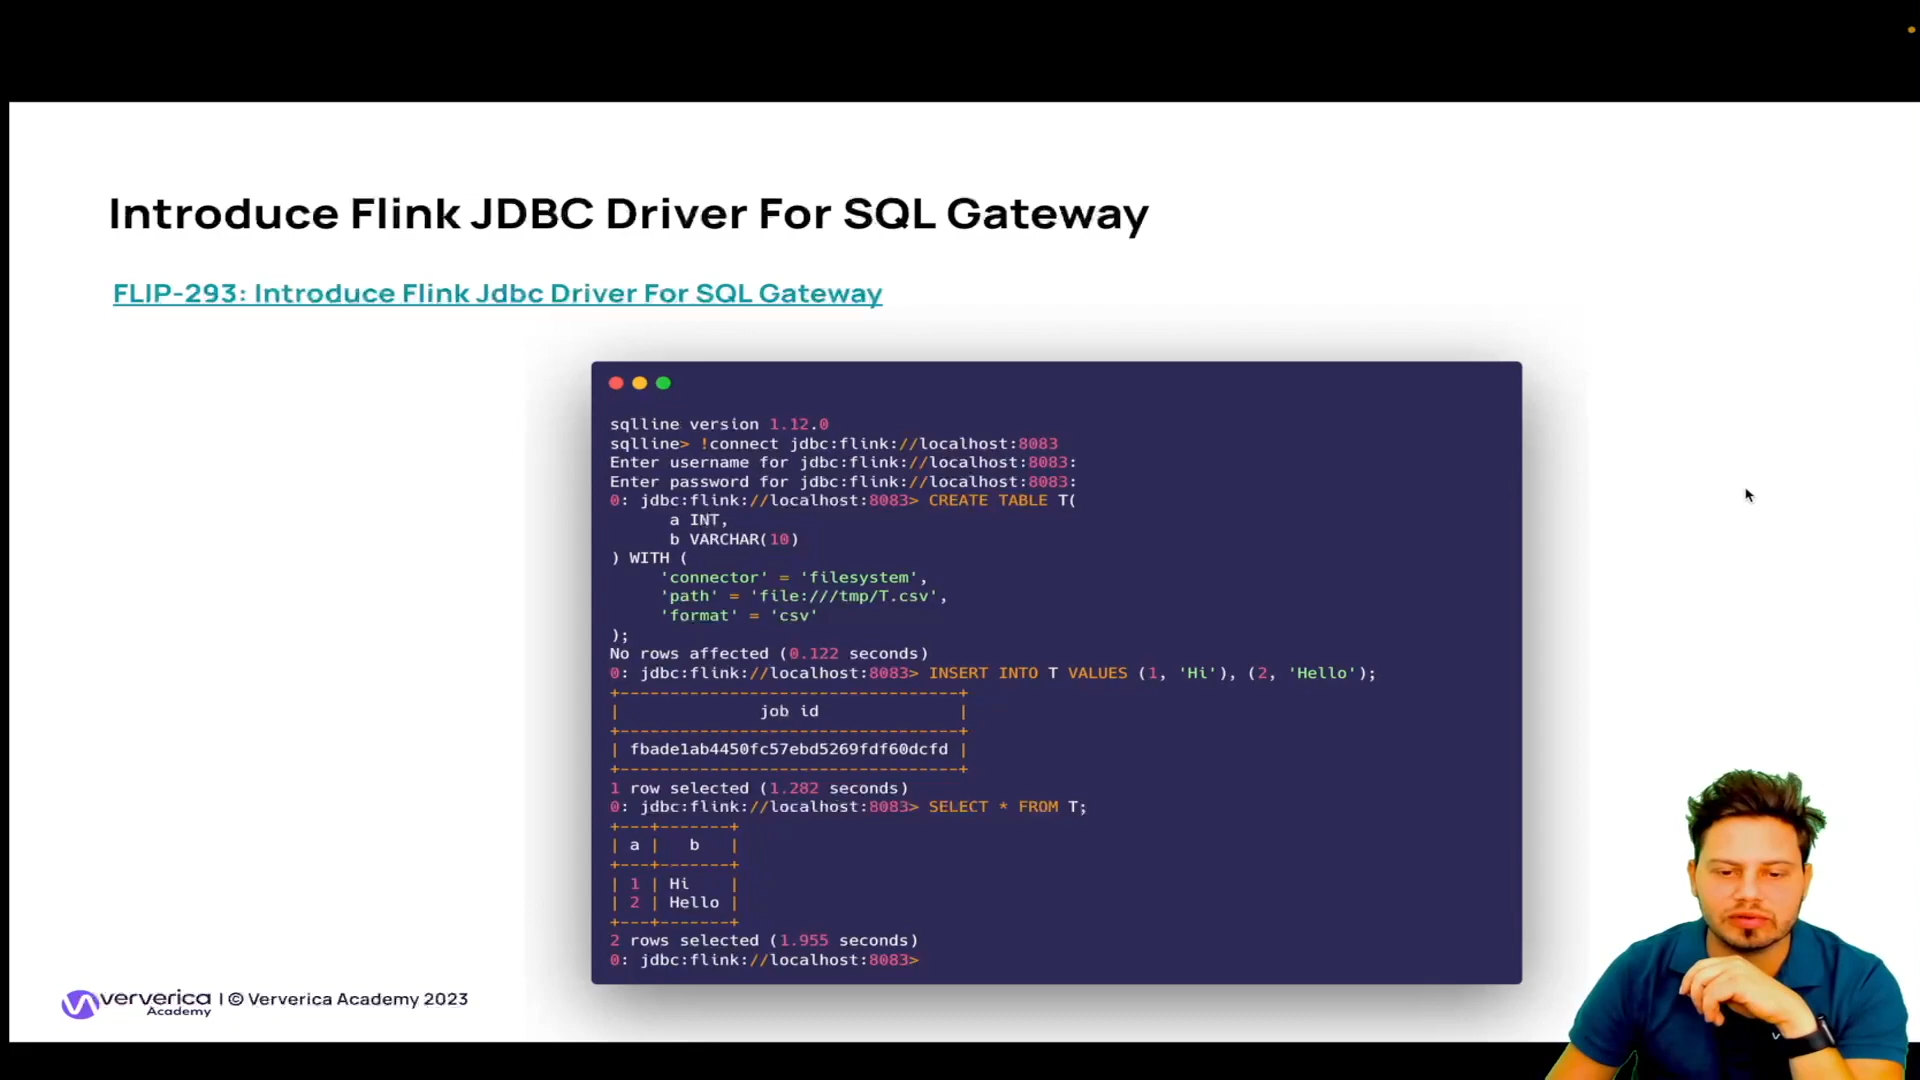 Introduce Flink JDBC Driver For SQL Gateway
FLIP-293: Introduce Flink Jdbc Driver For SQL Gateway
sqlline version 1.12.0
sqlline> !connect jdbc:flink://localhost:8083
Enter username for jdbc:flink://localhost:8083:
Enter password for jdbc:flink://localhost:8083:
0: jdbc:flink://localhost:8083> CREATE TABLE T(
      a INT,
      b VARCHAR(10)
) WITH (
     'connector' = 'filesystem',
     'path' = 'file:///tmp/T.csv',
     'format' = 'csv'
);
No rows affected (0.122 seconds)
0: jdbc:flink://localhost:8083> INSERT INTO T VALUES (1, 'Hi'), (2, 'Hello');
+----------------------------------+
|              job id              |
+----------------------------------+
| fbade1ab4450fc57ebd5269fdf60dcfd |
+----------------------------------+
1 row selected (1.282 seconds)
0: jdbc:flink://localhost:8083> SELECT * FROM T;
+---+-------+
| a |   b   |
+---+-------+
| 1 | Hi    |
| 2 | Hello |
+---+-------+
2 rows selected (1.955 seconds)
0: jdbc:flink://localhost:8083>
ververica Academy | © Ververica Academy 2023